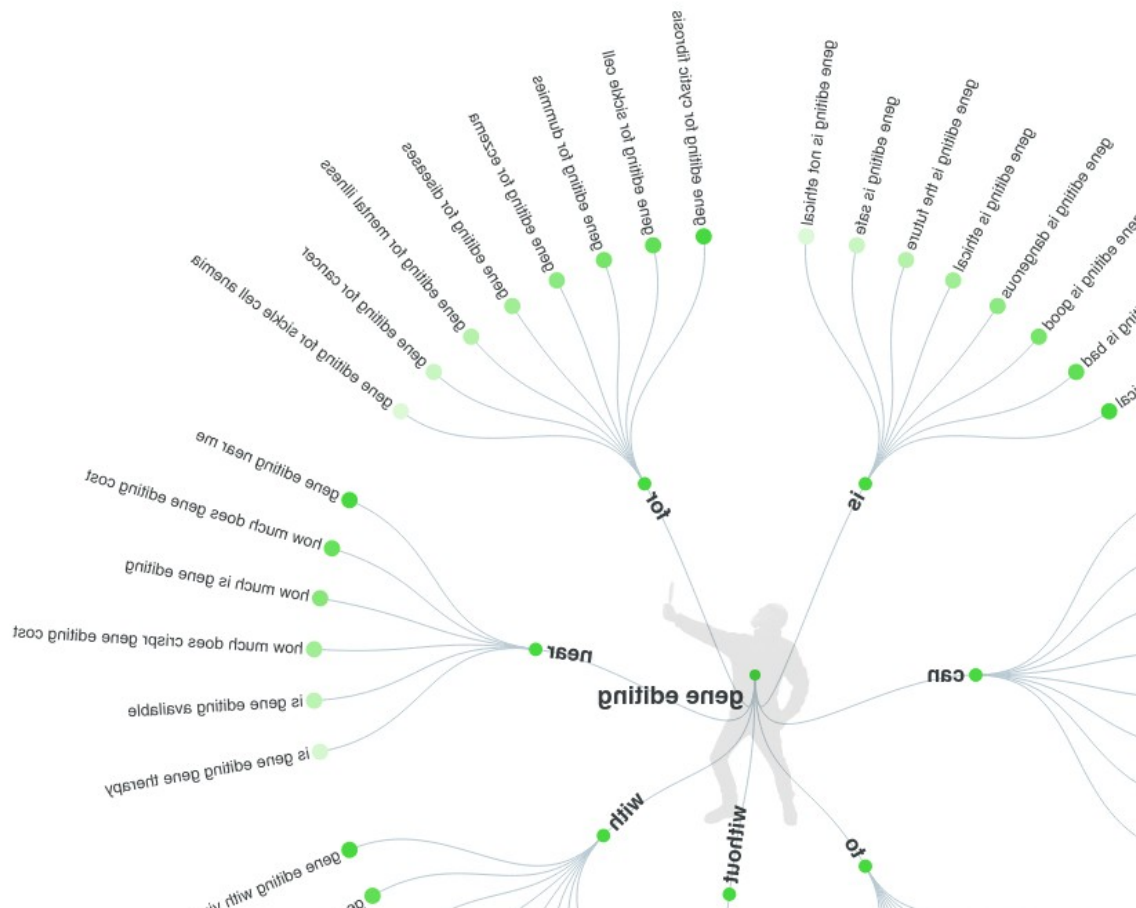 gene editing for cystic fibrosis
gene editing for sickle cell
gene editing for dummies
gene editing for eczema
gene editing for diseases
gene editing for mental illness
gene editing for cancer
gene editing for sickle cell anemia
for
gene editing is not ethical
gene editing is safe
gene editing is the future
gene editing is ethical
gene editing is dangerous
gene editing is good
is bad
is
gene editing near me
how much does gene editing cost
how much is gene editing
how much does crispr gene editing cost
is gene editing available
is gene editing gene therapy
near
gene editing
can
with
without
to
gene editing with